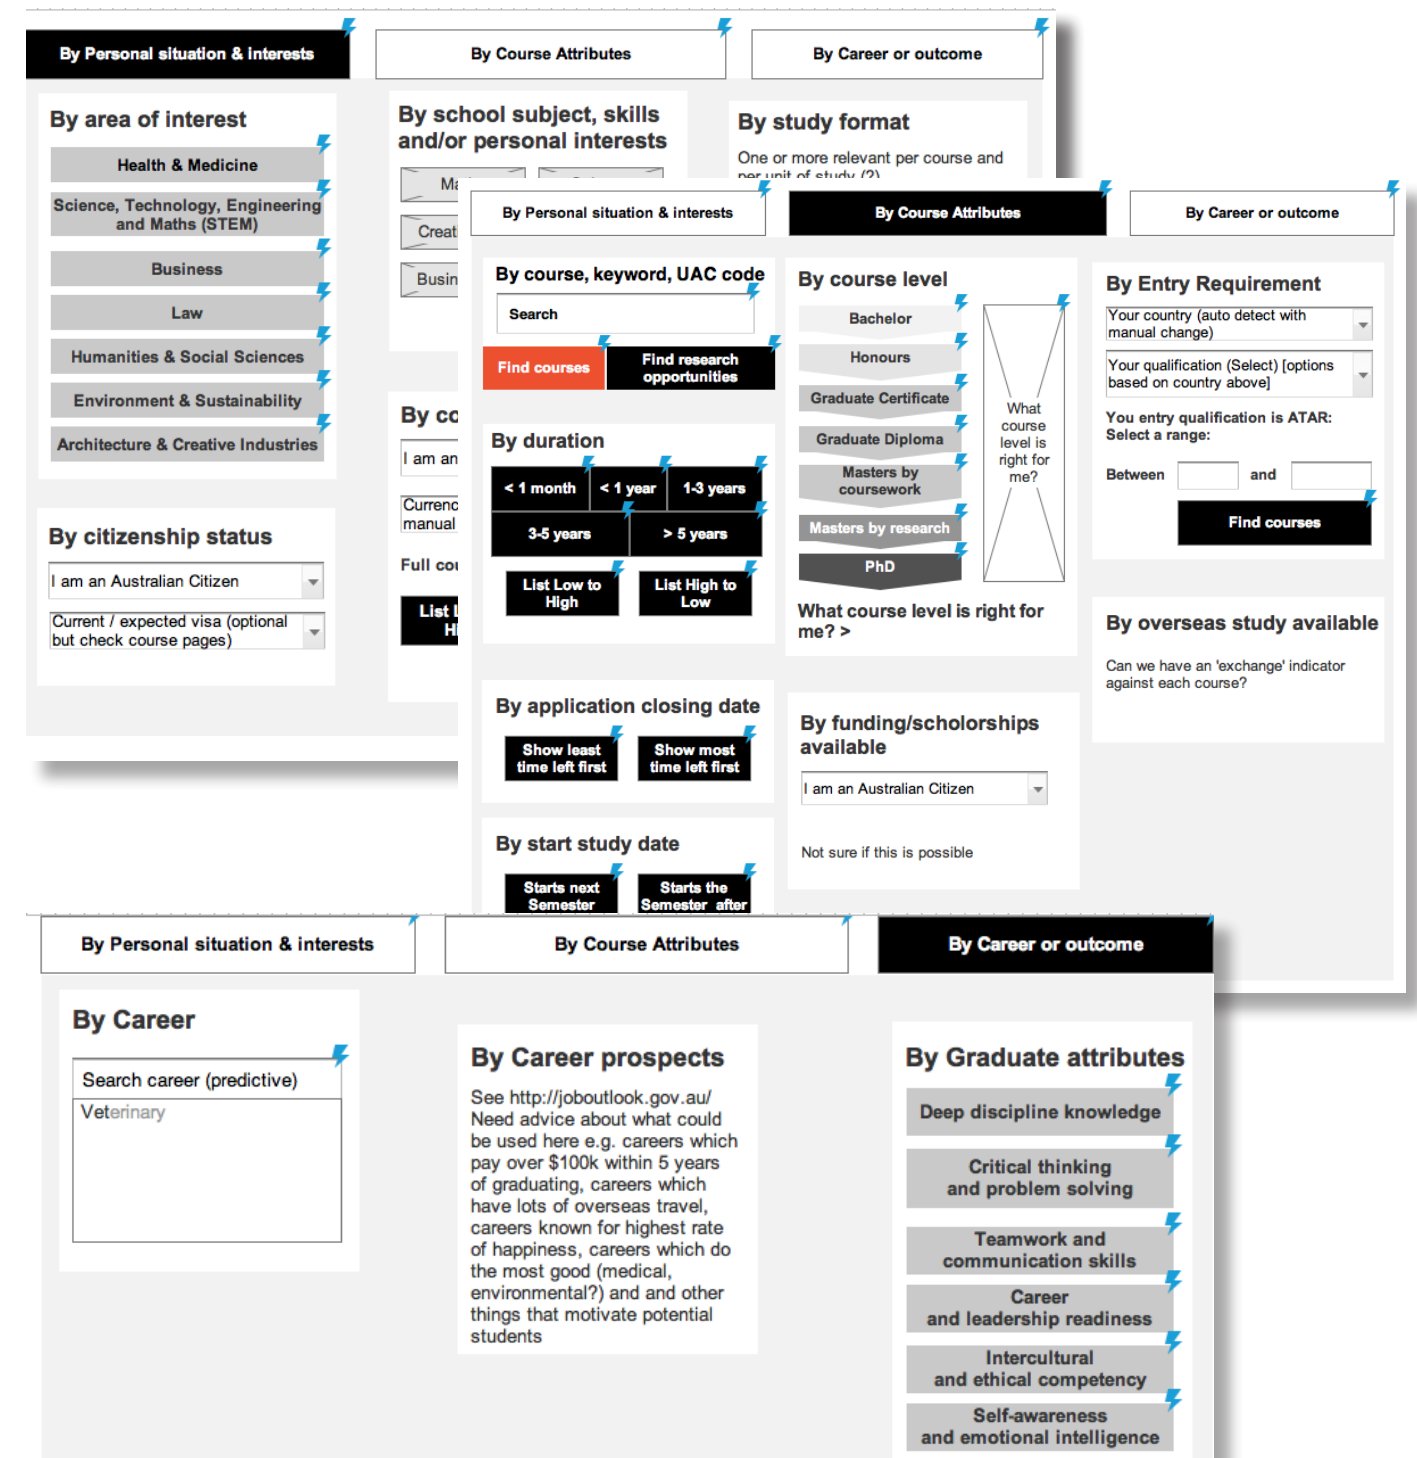 By Personal situation & interests
By Course Attributes
By Career or outcome
By area of interest
Health & Medicine
Science, Technology, Engineering
and Maths (STEM)
Business
Law
Humanities & Social Sciences
Environment & Sustainability
Architecture & Creative Industries
By citizenship status
I am an Australian Citizen
Current / expected visa (optional
but check course pages)
By school subject, skills
and/or personal interests
By study format
One or more relevant per course and
per unit of study (?)
I am an
manual
By Personal situation & interests
By Course Attributes
By Career or outcome
By course, keyword, UAC code
Search
Find courses
Find research
opportunities
By duration
< 1 month
< 1 year
1-3 years
3-5 years
> 5 years
List Low to
High
List High to
Low
By application closing date
Show least
time left first
Show most
time left first
By start study date
Starts next
Semester
Starts the
Semester after
By course level
Bachelor
Honours
Graduate Certificate
Graduate Diploma
Masters by
coursework
Masters by research
PhD
What
course
level is
right for
me?
What course level is right for
me? >
By funding/scholorships
available
I am an Australian Citizen
Not sure if this is possible
By Entry Requirement
Your country (auto detect with
manual change)
Your qualification (Select) [options
based on country above]
You entry qualification is ATAR:
Select a range:
Between
and
Find courses
By overseas study available
Can we have an 'exchange' indicator
against each course?
By Personal situation & interests
By Course Attributes
By Career or outcome
By Career
Search career (predictive)
Veterinary
By Career prospects
See http://joboutlook.gov.au/
Need advice about what could
be used here e.g. careers which
pay over $100k within 5 years
of graduating, careers which
have lots of overseas travel,
careers known for highest rate
of happiness, careers which do
the most good (medical,
environmental?) and and other
things that motivate potential
students
By Graduate attributes
Deep discipline knowledge
Critical thinking
and problem solving
Teamwork and
communication skills
Career
and leadership readiness
Intercultural
and ethical competency
Self-awareness
and emotional intelligence